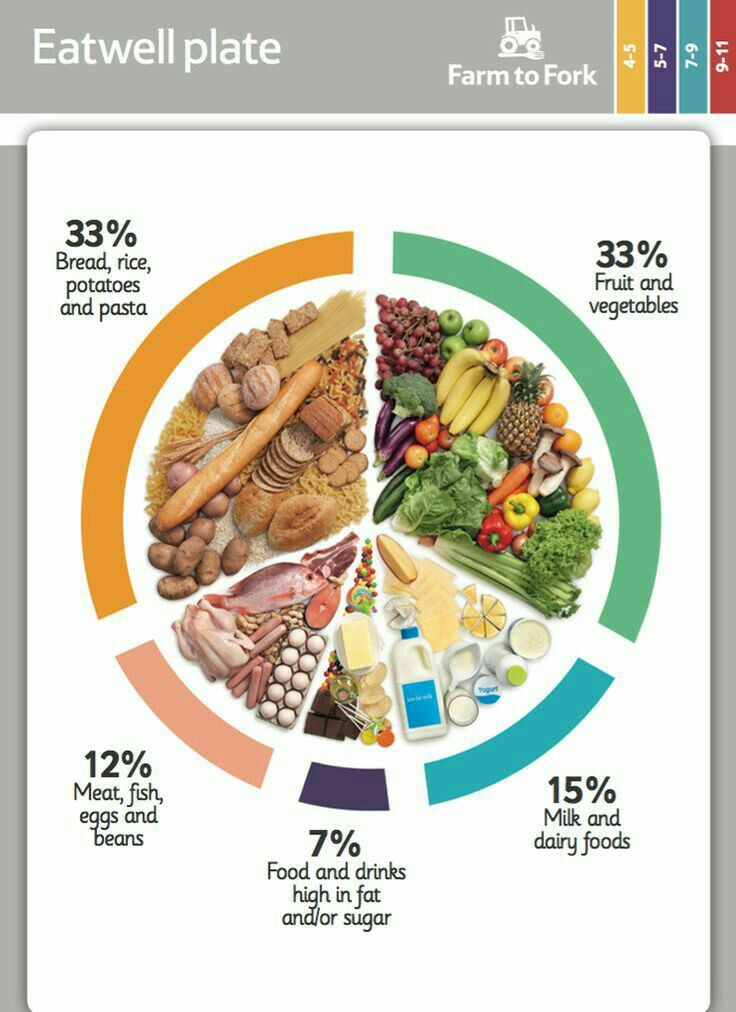 Eatwell plate
Farm to Fork
4-5
5-7
7-9
9-11
33%
Bread, rice,
potatoes
and pasta
33%
Fruit and
vegetables
12%
Meat, fish,
eggs and
beans
7%
Food and drinks
high in fat
and/or sugar
15%
Milk and
dairy foods
low fat milk
Yogurt